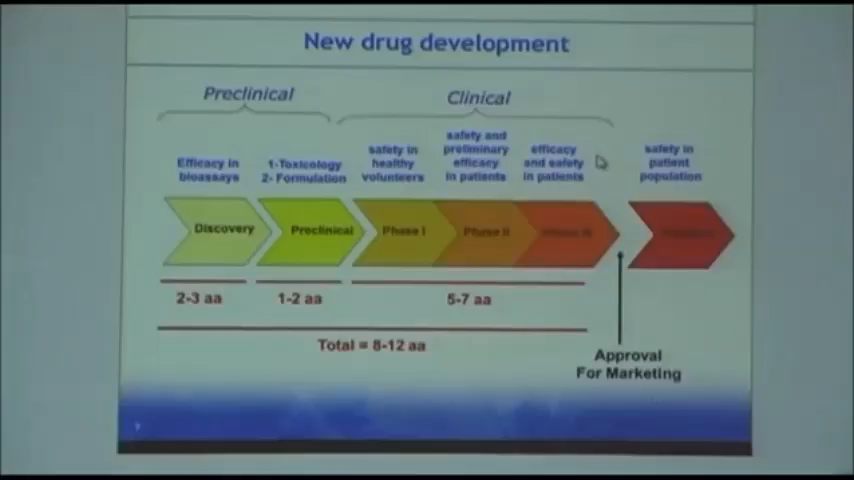 New drug development
Preclinical
Clinical
Efficacy in
bioassays
1-Toxicology
2- Formulation
safety in
healthy
volunteers
safety and
preliminary
efficacy
in patients
efficacy
and safety
in patients
safety in
patient
population
Discovery
Preclinical
Phase I
Phase II
2-3 aa
1-2 aa
5-7 aa
Total = 8-12 aa
Approval
For Marketing